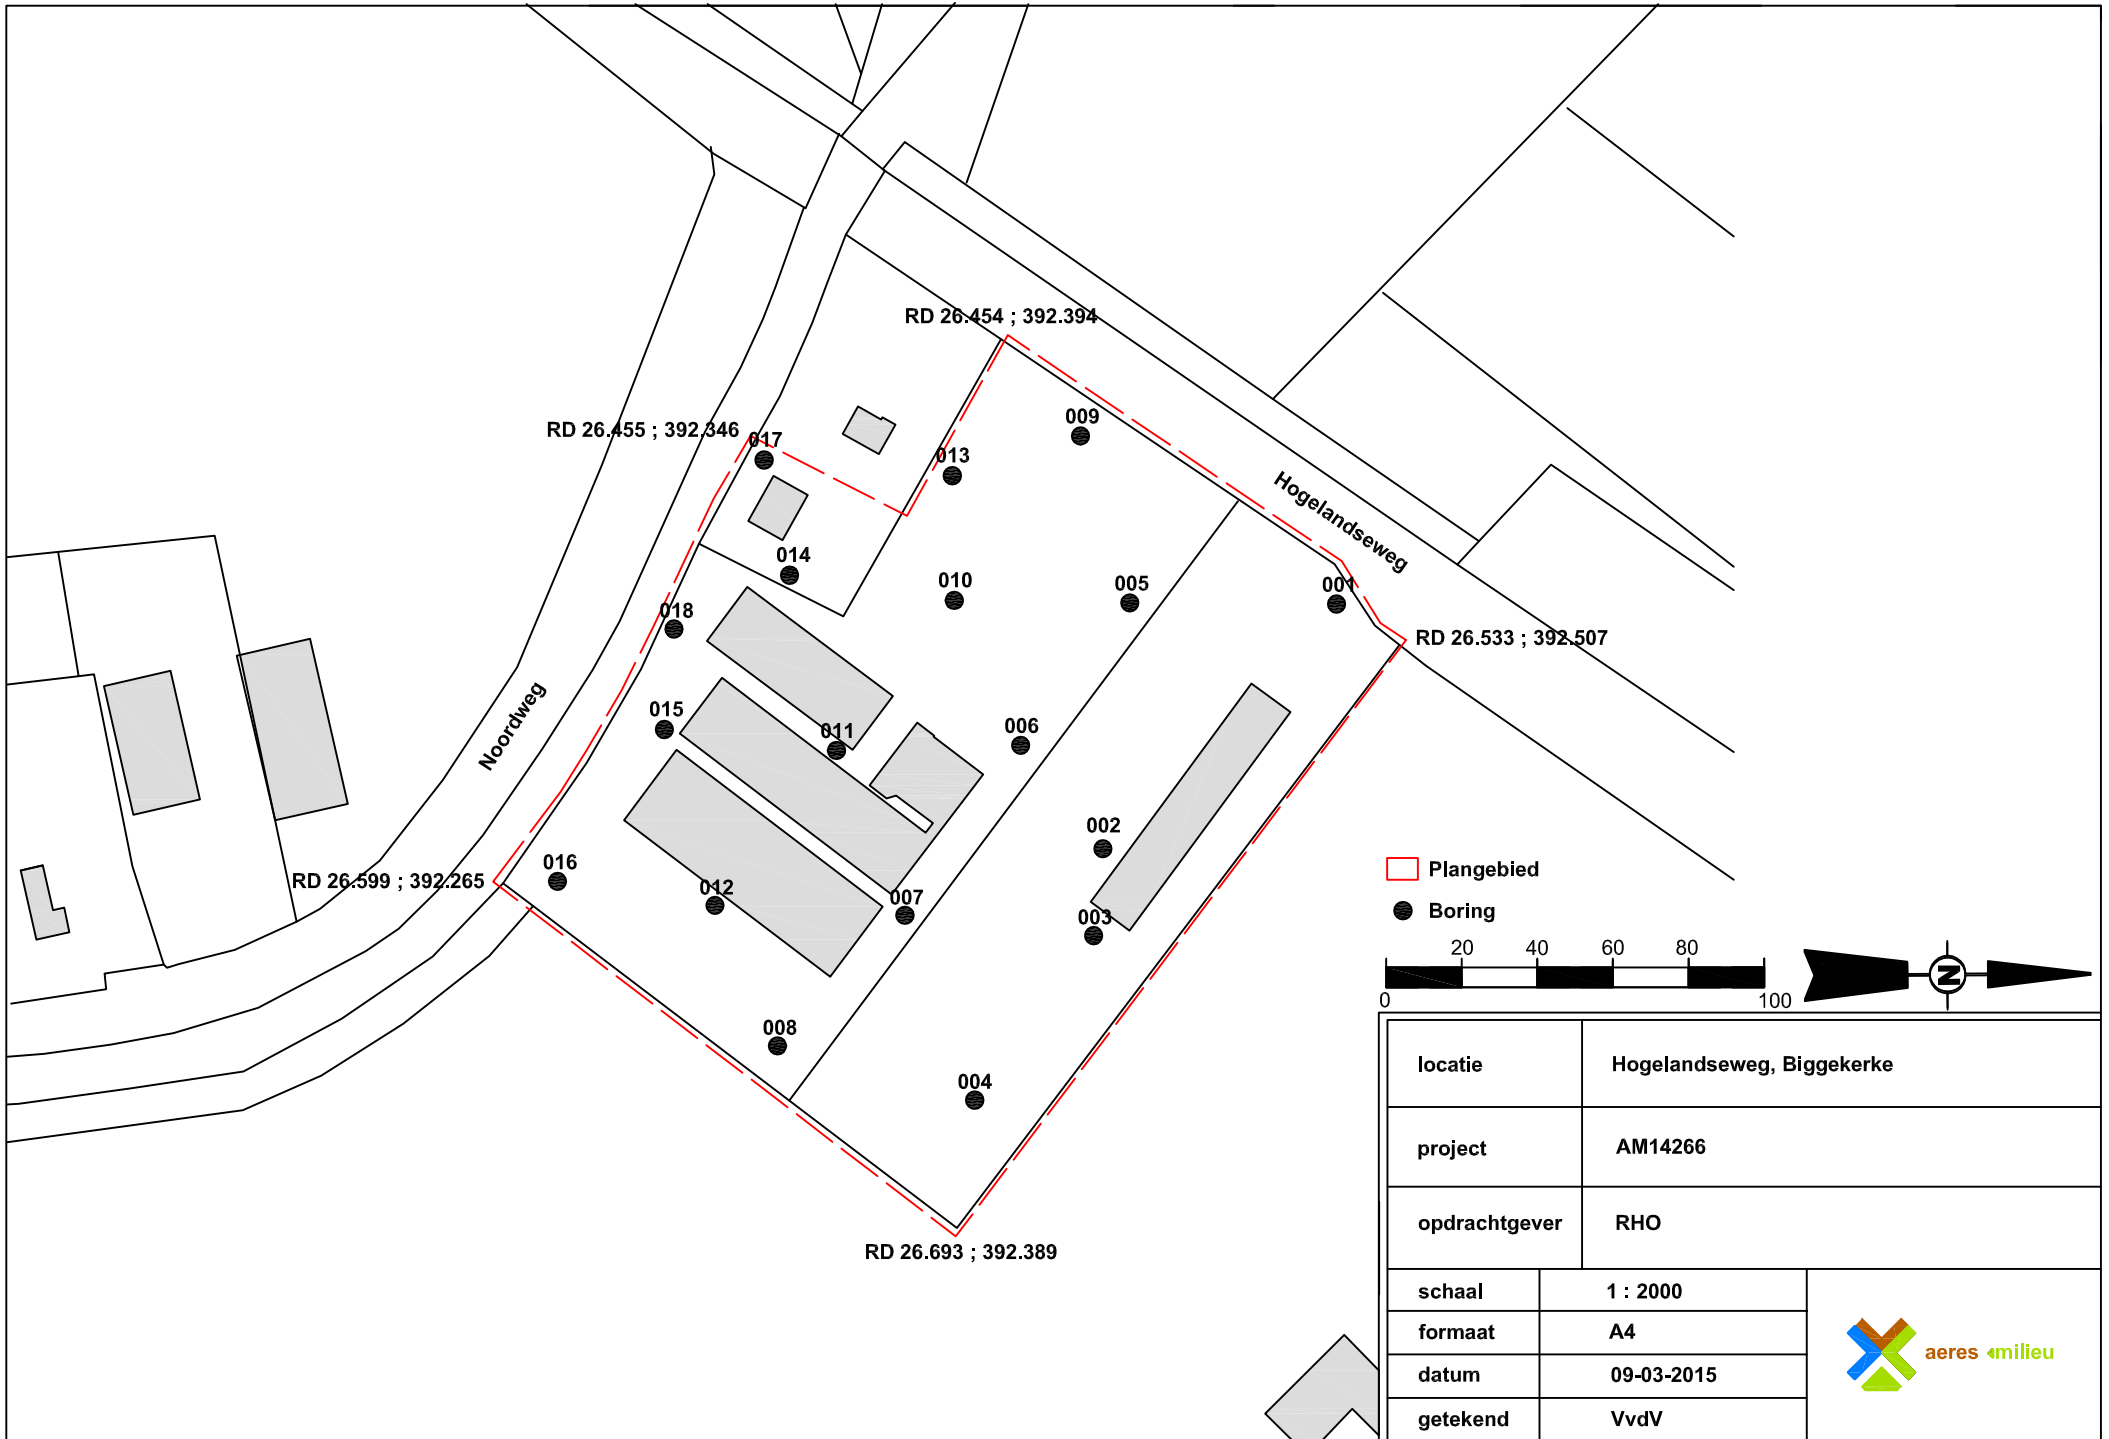 RD 26.454 ; 392.394
009
RD 26.455 ; 392.346
017
013
Hogelandseweg
014
010
005
001
018
RD 26.533 ; 392.507
Noordweg
015
011
006
002
Plangebied
016
RD 26.599 ; 392.265
012
007
003
Boring
20 40 60 80
0 100
N
008
004
RD 26.693 ; 392.389
locatie Hogelandseweg, Biggekerke
project AM14266
opdrachtgever RHO
schaal 1 : 2000
formaat A4
datum 09-03-2015
getekend VvdV
aeres milieu